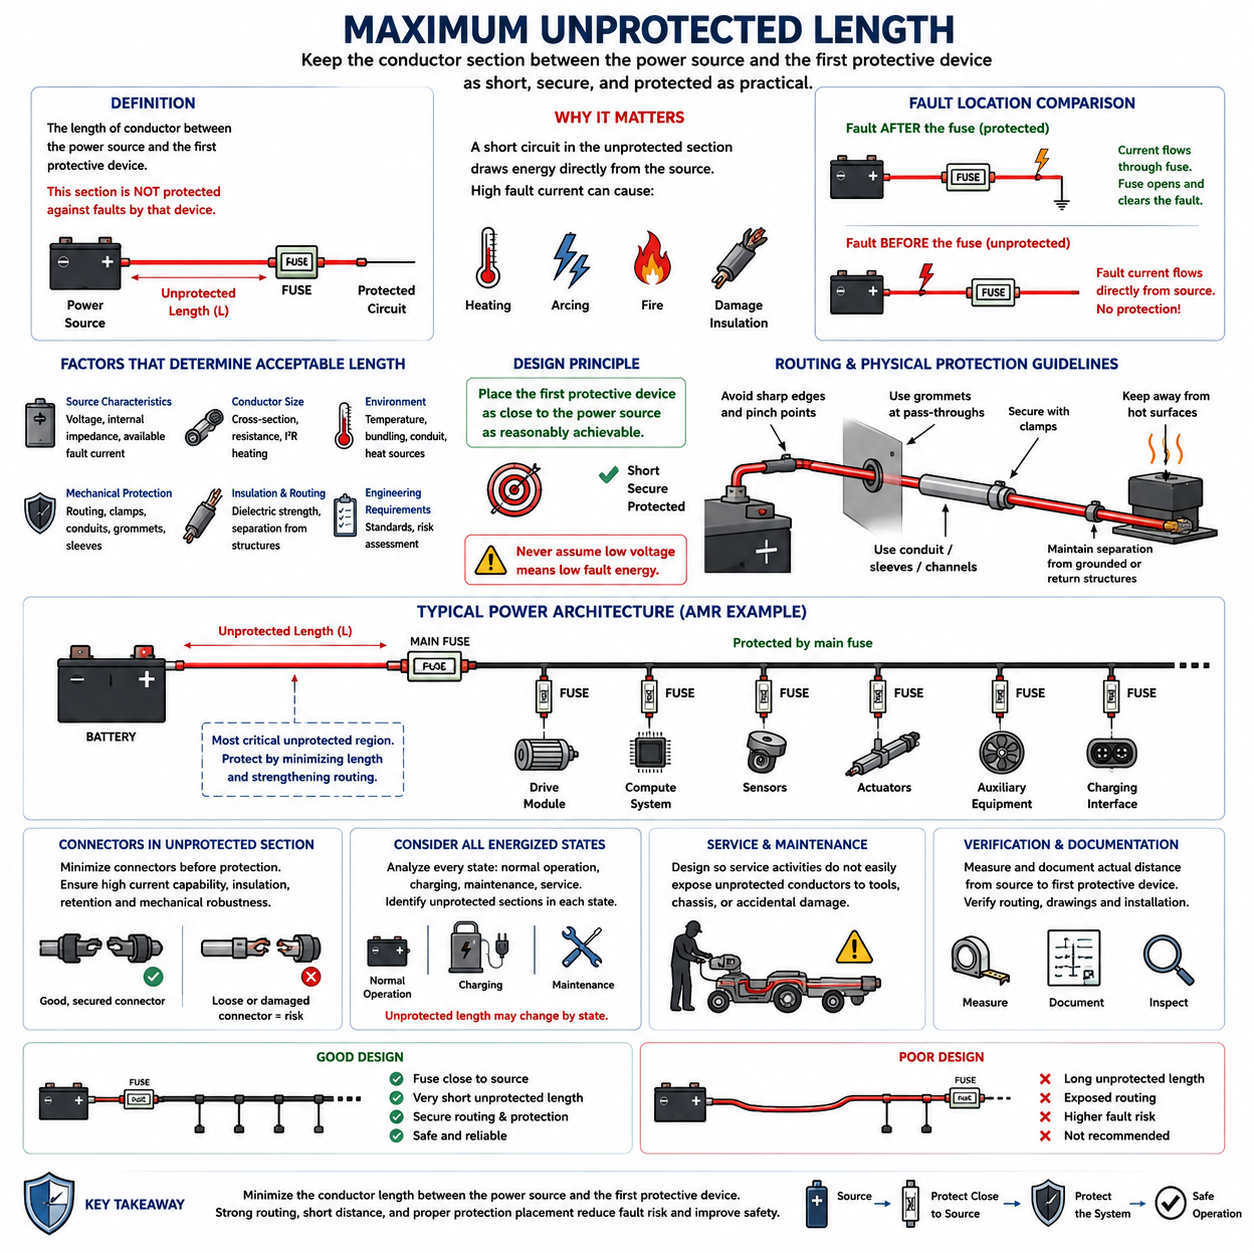 MAXIMUM UNPROTECTED LENGTH
Keep the conductor section between the power source and the first protective device
as short, secure, and protected as practical.
DEFINITION
The length of conductor between
the power source and the first
protective device.
This section is NOT protected
against faults by that device.
FUSE
Unprotected
Length (L)
Power
Source
FUSE
Protected
Circuit
WHY IT MATTERS
A short circuit in the unprotected section
draws energy directly from the source.
High fault current can cause:
Heating
Arcing
Fire
Damage
Insulation
FAULT LOCATION COMPARISON
Fault AFTER the fuse (protected)
FUSE
Current flows
through fuse.
Fuse opens and
clears the fault.
Fault BEFORE the fuse (unprotected)
FUSE
Fault current flows
directly from source.
No protection!
FACTORS THAT DETERMINE ACCEPTABLE LENGTH
Source Characteristics
Voltage, internal
impedance, available
fault current
Conductor Size
Cross-section,
resistance, I²R
heating
Environment
Temperature,
bundling, conduit,
heat sources
Mechanical Protection
Routing, clamps,
conduits, grommets,
sleeves
Insulation & Routing
Dielectric strength,
separation from
structures
Engineering
Requirements
Standards, risk
assessment
DESIGN PRINCIPLE
Place the first protective device
as close to the power source
as reasonably achievable.
Short
Secure
Protected
Never assume low voltage
means low fault energy.
ROUTING & PHYSICAL PROTECTION GUIDELINES
Avoid sharp edges
and pinch points
Use grommets
at pass-throughs
Secure with
clamps
Keep away from
hot surfaces
Use conduit /
sleeves / channels
Maintain separation
from grounded or
return structures
TYPICAL POWER ARCHITECTURE (AMR EXAMPLE)
Unprotected Length (L)
MAIN FUSE
Protected by main fuse
BATTERY
Most critical unprotected region.
Protect by minimizing length
and strengthening routing.
FUSE
FUSE
FUSE
FUSE
FUSE
FUSE
Drive
Module
Compute
System
Sensors
Actuators
Auxiliary
Equipment
Charging
Interface
CONNECTORS IN UNPROTECTED SECTION
Minimize connectors before protection.
Ensure high current capability, insulation,
retention and mechanical robustness.
Good, secured connector
Loose or damaged
connector = risk
CONSIDER ALL ENERGIZED STATES
Analyze every state: normal operation,
charging, maintenance, service.
Identify unprotected sections in each state.
Normal
Operation
Charging
Maintenance
Unprotected length may change by state.
SERVICE & MAINTENANCE
Design so service activities do not easily
expose unprotected conductors to tools,
chassis, or accidental damage.
VERIFICATION & DOCUMENTATION
Measure and document actual distance
from source to first protective device.
Verify routing, drawings and installation.
Measure
Document
Inspect
GOOD DESIGN
FUSE
Fuse close to source
Very short unprotected length
Secure routing & protection
Safe and reliable
POOR DESIGN
FUSE
Long unprotected length
Exposed routing
Higher fault risk
Not recommended
KEY TAKEAWAY
Minimize the conductor length between the power source and the first protective device.
Strong routing, short distance, and proper protection placement reduce fault risk and improve safety.
Source
Protect Close
to Source
Protect
the System
Safe
Operation